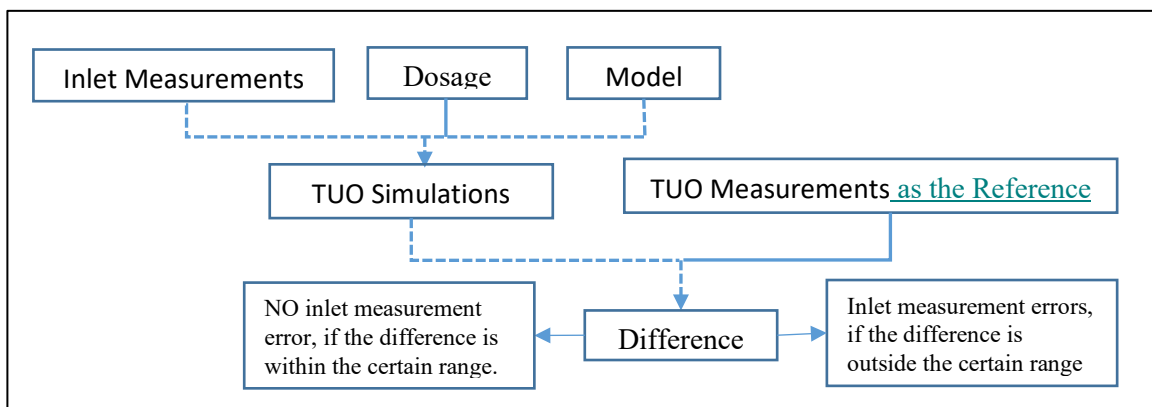 Inlet Measurements
Dosage
Model
TUO Simulations
TUO Measurements as the Reference
NO inlet measurement
error, if the difference is
within the certain range.
Difference
Inlet measurement errors,
if the difference is
outside the certain range